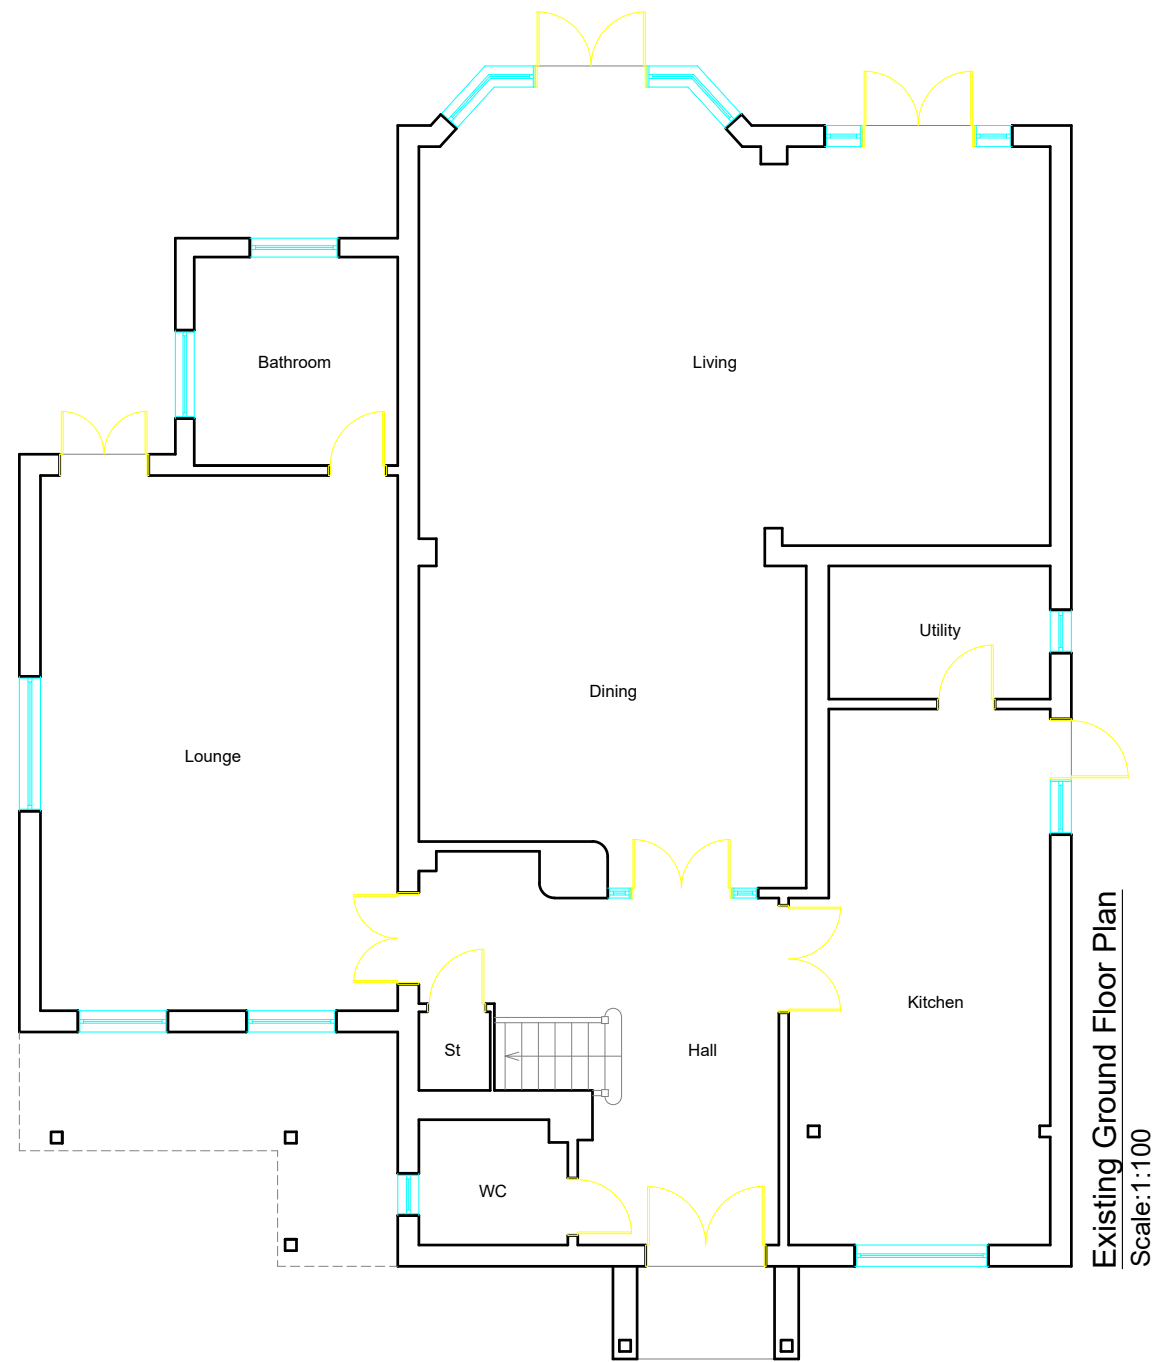 Bathroom
Living
Utility
Dining
Lounge
Kitchen
St
Hall
WC
Existing Ground Floor Plan
Scale:1:100